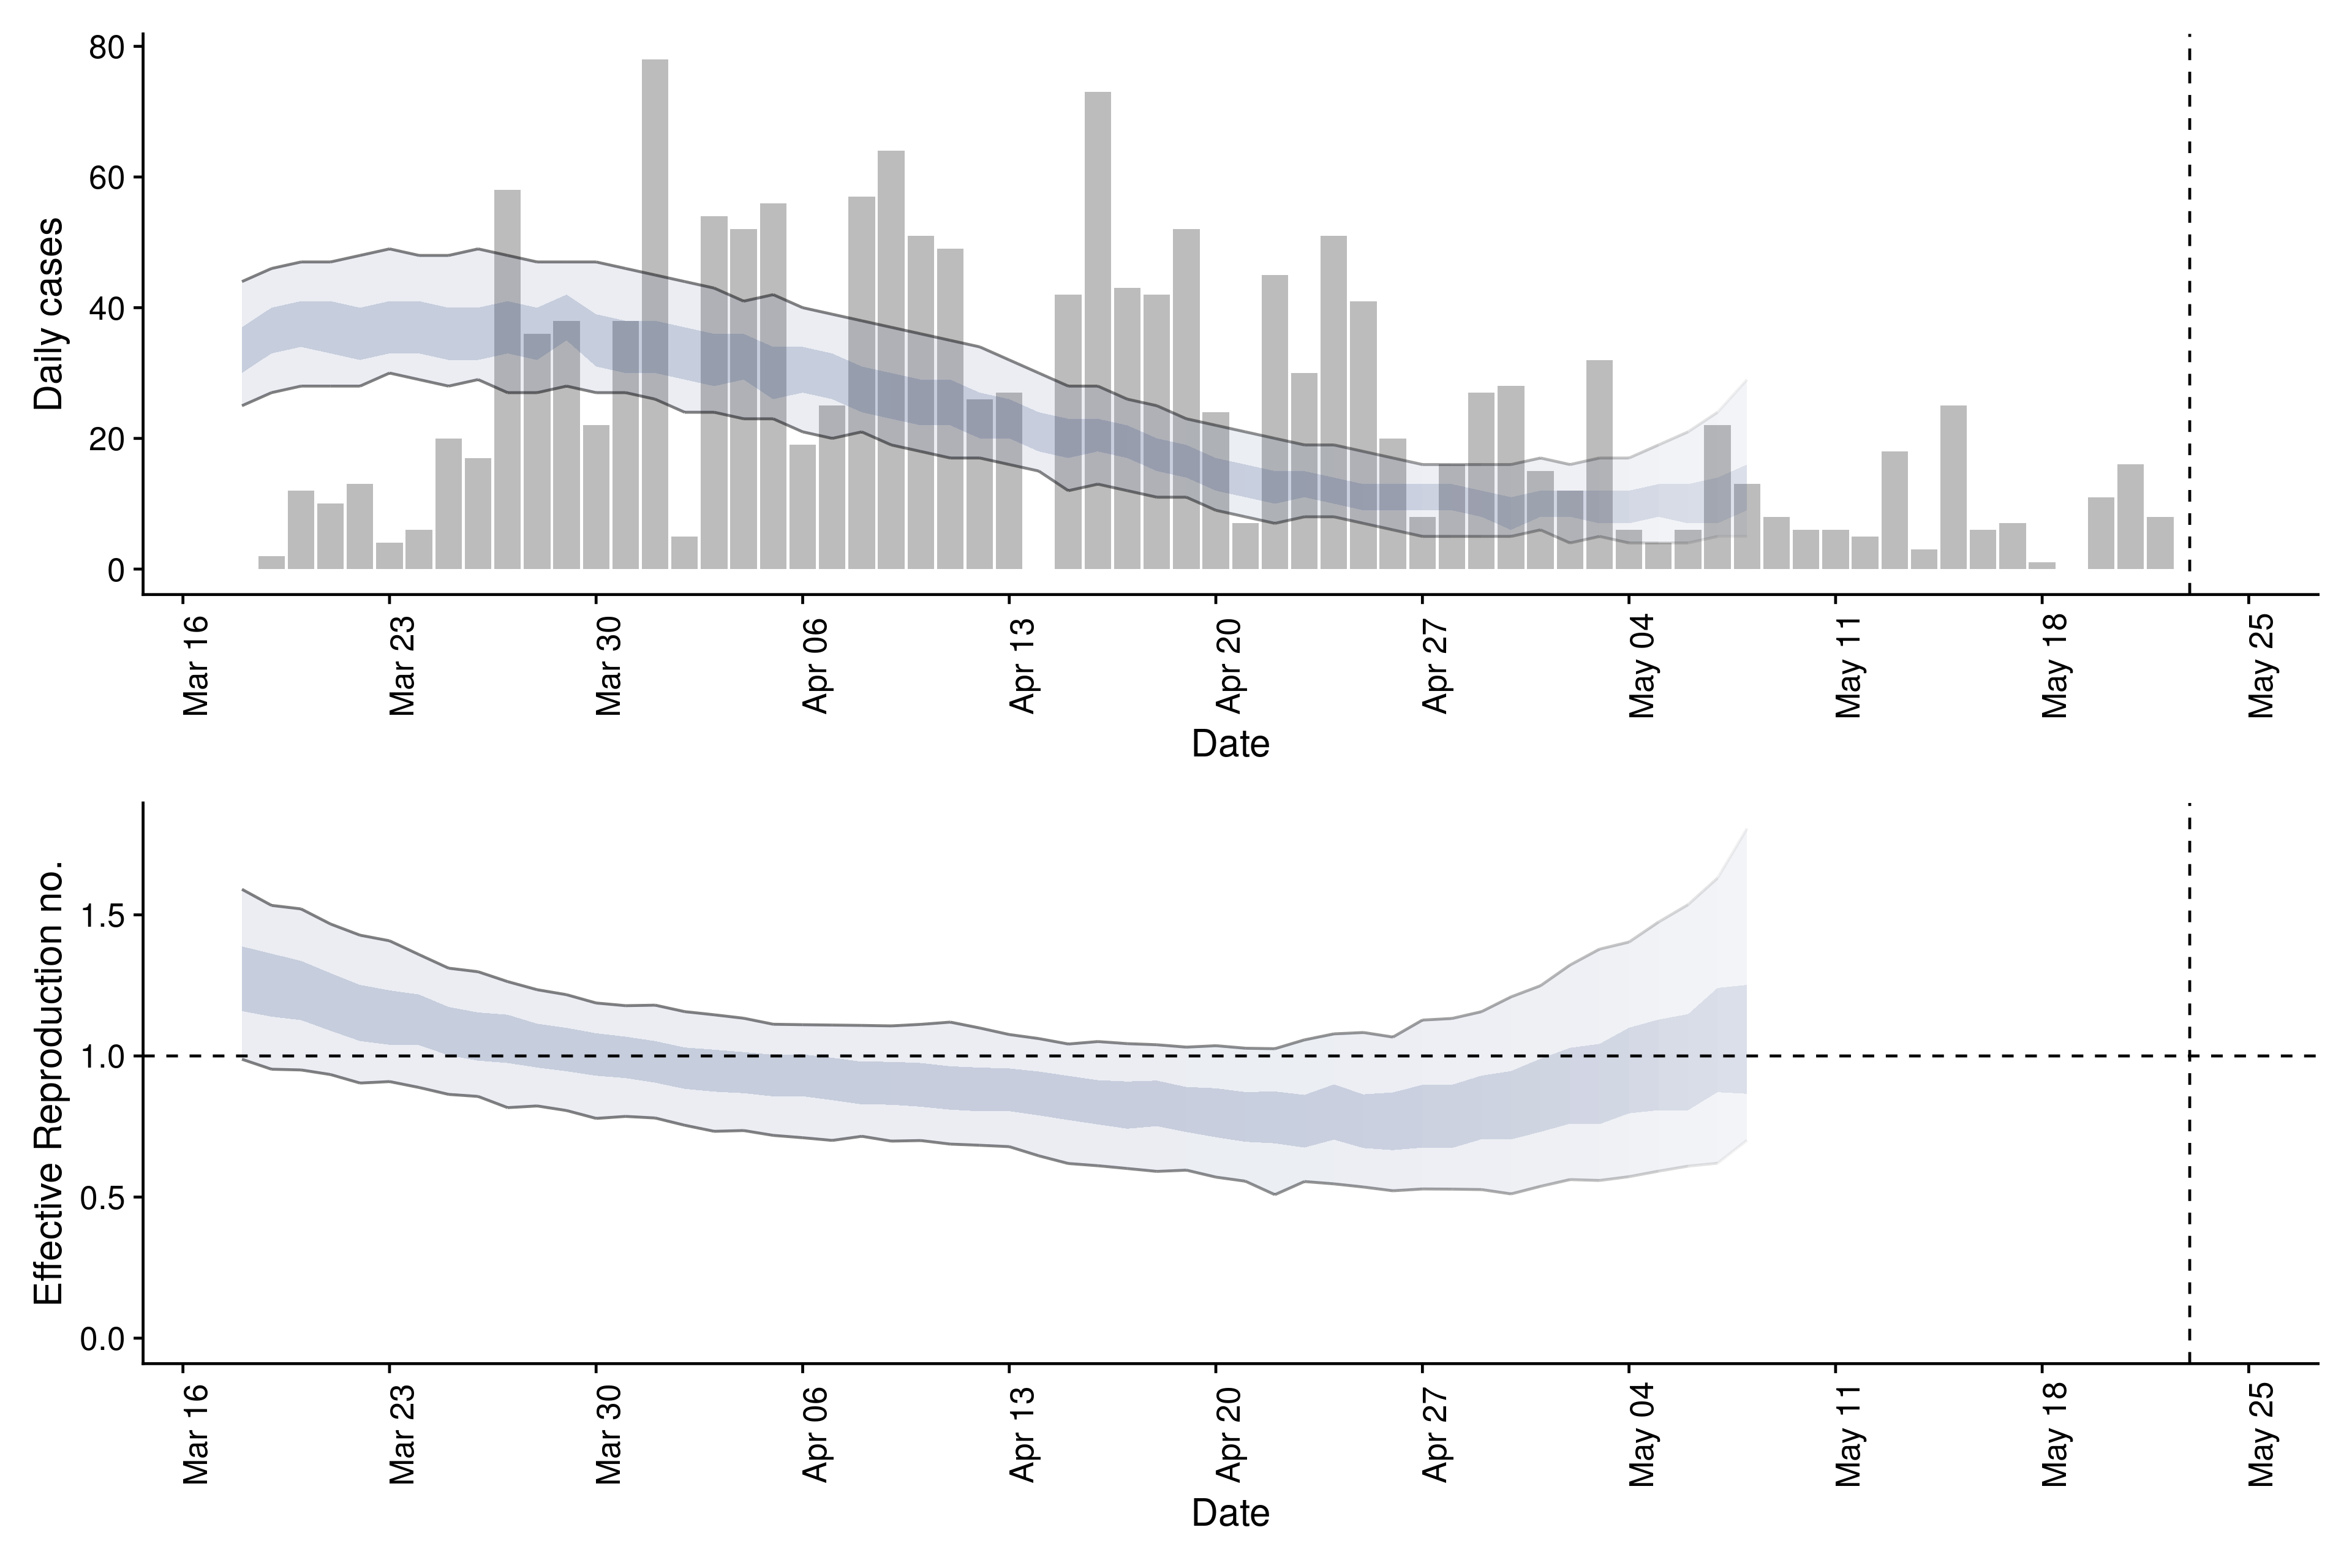 80
60
40
20
0
Daily cases
Mar 16
Mar 23
Mar 30
Apr 06
Apr 13
Apr 20
Apr 27
May 04
May 11
May 18
May 25
Date
1.5
1.0
0.5
0.0
Effective Reproduction no.
Mar 16
Mar 23
Mar 30
Apr 06
Apr 13
Apr 20
Apr 27
May 04
May 11
May 18
May 25
Date